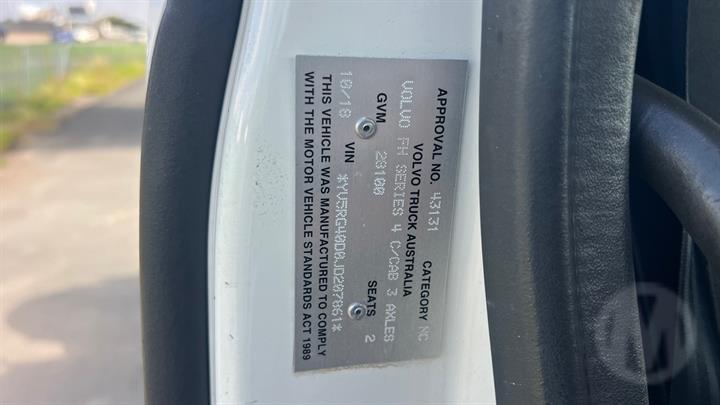 APPROVAL NO. 43131 CATEGORY NC
VOLVO TRUCK AUSTRALIA
VOLVO FH SERIES 4 C/CAB 3 AXLES
GVM 28100 SEATS 2
10/18 VIN *YV5RG40D0JD207861*
THIS VEHICLE WAS MANUFACTURED TO COMPLY
WITH THE MOTOR VEHICLE STANDARDS ACT 1989
M